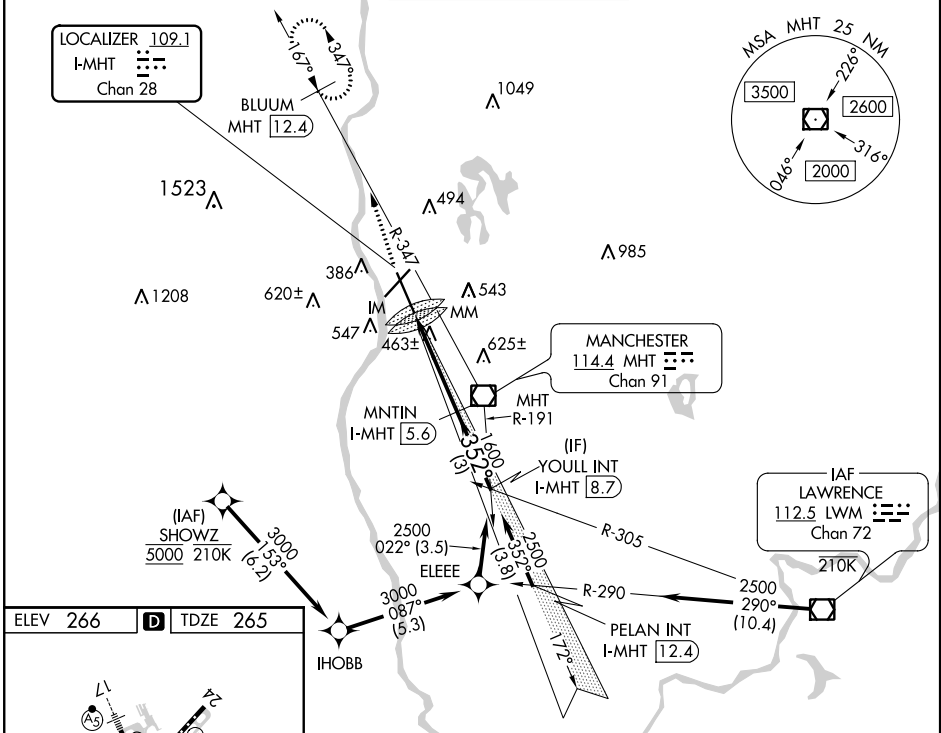 LOCALIZER 109.1
I-MHT
Chan 28
167°
347°
BLUUM
MHT 12.4
1049
MSA MHT 25 NM
3500
226°
2600
316°
046°
2000
1523
494
R-347
985
386
1208
620±
IM
543
MM
547
463±
625±
MANCHESTER
114.4 MHT
Chan 91
MHT
R-191
MNTIN
I-MHT 5.6
1600
352°
(3)
(IF)
YOULL INT
I-MHT 8.7
IAF
LAWRENCE
112.5 LWM
Chan 72
210K
(IAF)
SHOWZ
5000 210K
3000
153°
(6.2)
2500
022° (3.5)
ELEEE
2500
352°
(3.8)
R-305
R-290
2500
290°
(10.4)
3000
087°
(5.3)
IHOBB
PELAN INT
I-MHT 12.4
172°
ELEV 266
D
TDZE 265
17
A5
24